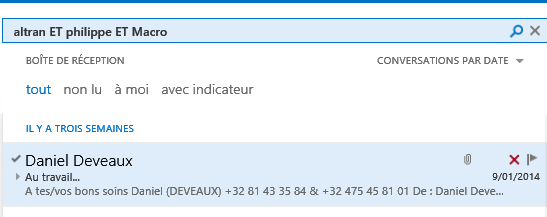 altran ET philippe ET Macro
BOÎTE DE RÉCEPTION CONVERSATIONS PAR DATE
tout non lu à moi avec indicateur
IL Y A TROIS SEMAINES
Daniel Deveaux
Au travail... 9/01/2014
A tes/vos bons soins Daniel (DEVEAUX) +32 81 43 35 84 & +32 475 45 81 01 De : Daniel Deve...